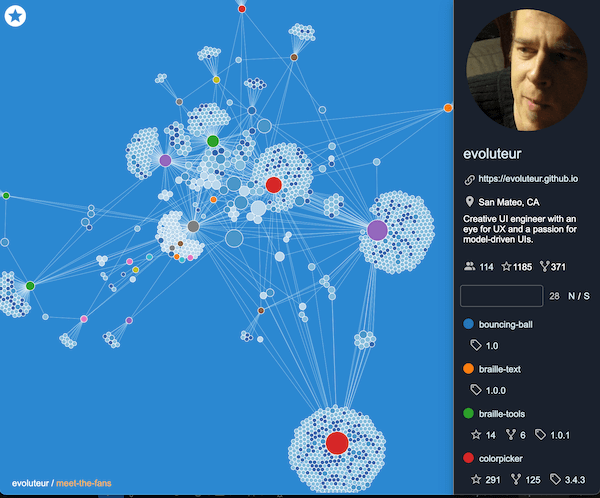 evoluteur
https://evoluteur.github.io
San Mateo, CA
Creative UI engineer with an
eye for UX and a passion for
model-driven UIs.
114 1185 371
28 N / S
bouncing-ball
1.0
braille-text
1.0.0
braille-tools
14 6 1.0.1
colorpicker
291 125 3.4.3
evoluteur / meet-the-fans